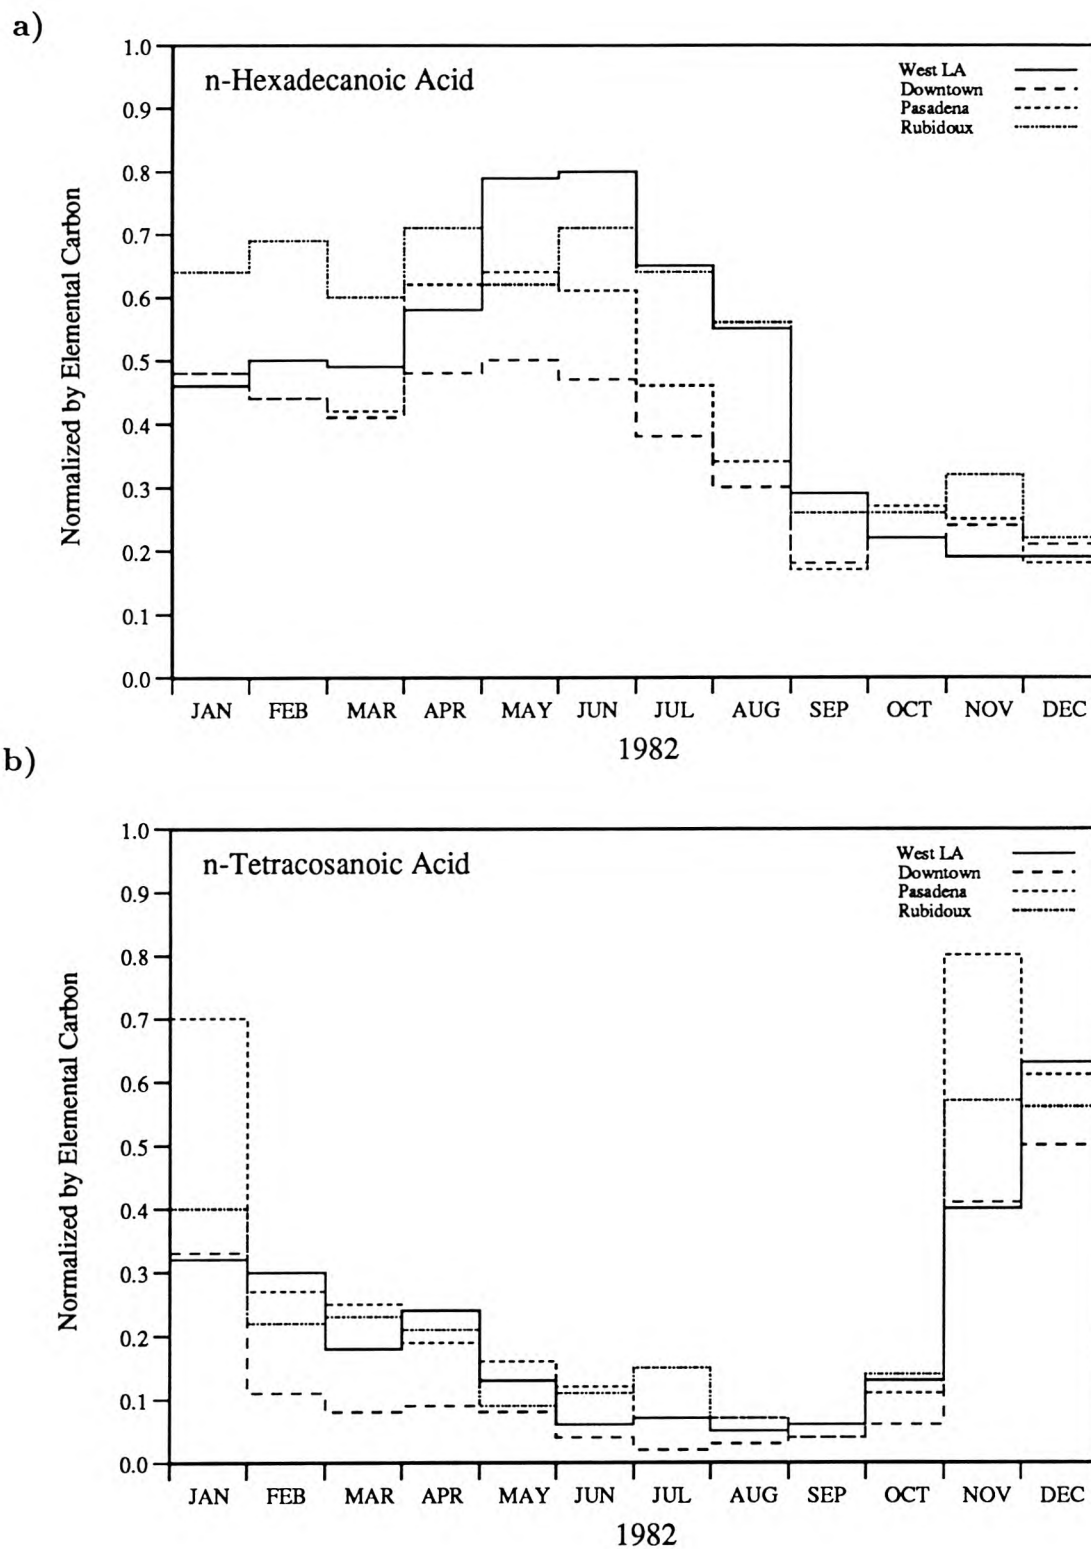 a)
n-Hexadecanoic Acid
West LA
Downtown
Pasadena
Rubidoux
Normalized by Elemental Carbon
1.0
0.9
0.8
0.7
0.6
0.5
0.4
0.3
0.2
0.1
0.0
JAN FEB MAR APR MAY JUN JUL AUG SEP OCT NOV DEC
1982
b)
n-Tetracosanoic Acid
West LA
Downtown
Pasadena
Rubidoux
Normalized by Elemental Carbon
1.0
0.9
0.8
0.7
0.6
0.5
0.4
0.3
0.2
0.1
0.0
JAN FEB MAR APR MAY JUN JUL AUG SEP OCT NOV DEC
1982